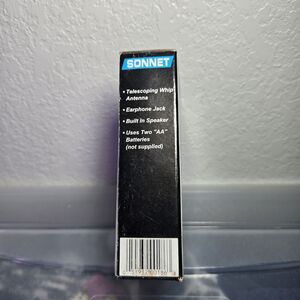 SONNET
• Telescoping Whip
Antenna
• Earphone Jack
• Built In Speaker
• Uses Two "AA"
Batteries
(not supplied)